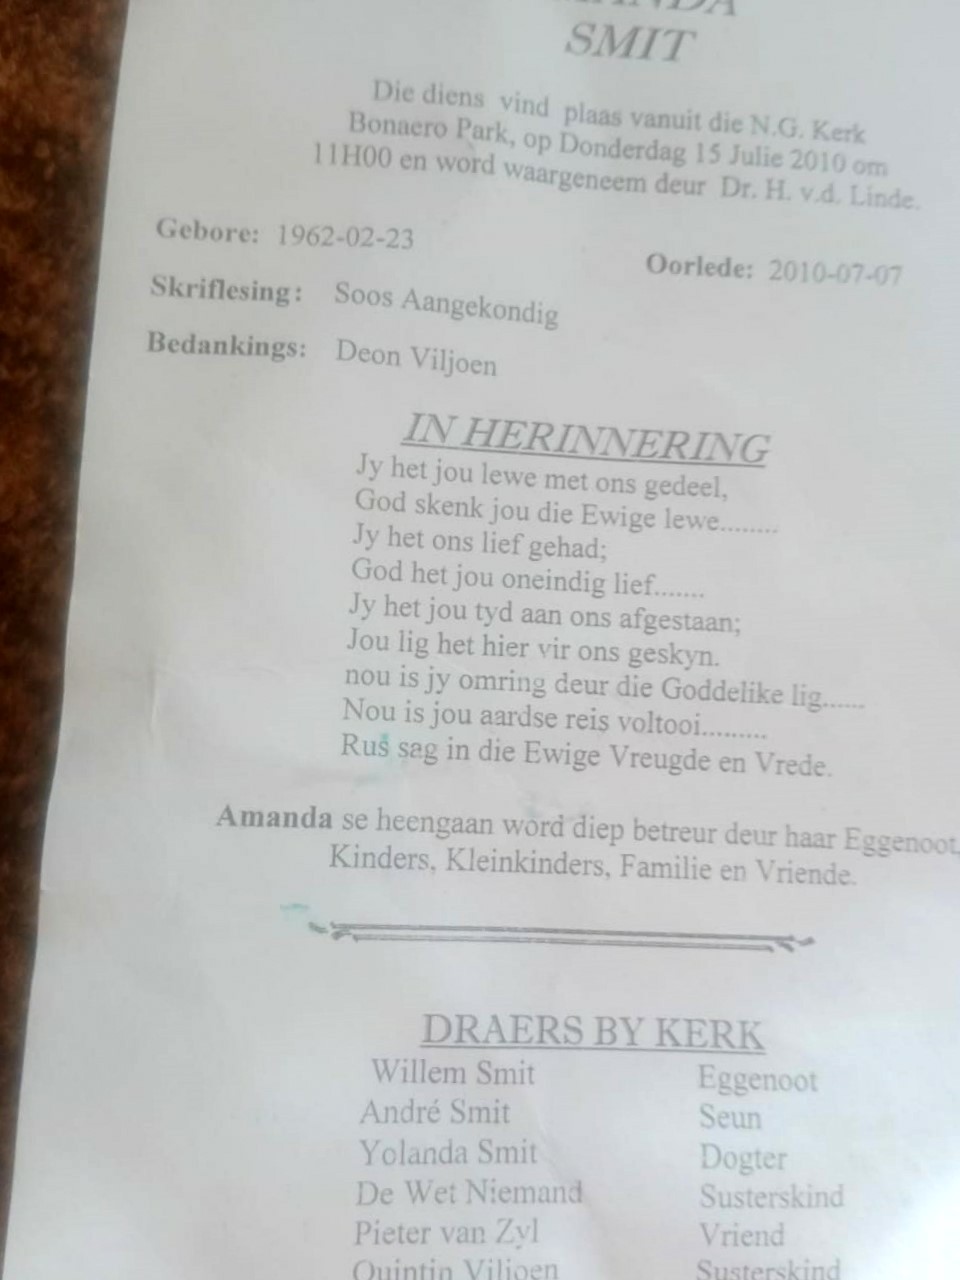 AMANDA
SMIT
Die diens vind plaas vanuit die N.G. Kerk
Bonaero Park, op Donderdag 15 Julie 2010 om
11H00 en word waargeneem deur Dr. H. v.d. Linde.
Gebore: 1962-02-23
Oorlede: 2010-07-07
Skriflesing: Soos Aangekondig
Bedankings: Deon Viljoen
IN HERINNERING
Jy het jou lewe met ons gedeel,
God skenk jou die Ewige lewe........
Jy het ons lief gehad;
God het jou oneindig lief.......
Jy het jou tyd aan ons afgestaan;
Jou lig het hier vir ons geskyn.
nou is jy omring deur die Goddelike lig......
Nou is jou aardse reis voltooi.........
Rus sag in die Ewige Vreugde en Vrede.
Amanda se heengaan word diep betreur deur haar Eggenoot,
Kinders, Kleinkinders, Familie en Vriende.
DRAERS BY KERK
Willem Smit Eggenoot
André Smit Seun
Yolanda Smit Dogter
De Wet Niemand Susterskind
Pieter van Zyl Vriend
Quintin Viljoen Susterskind